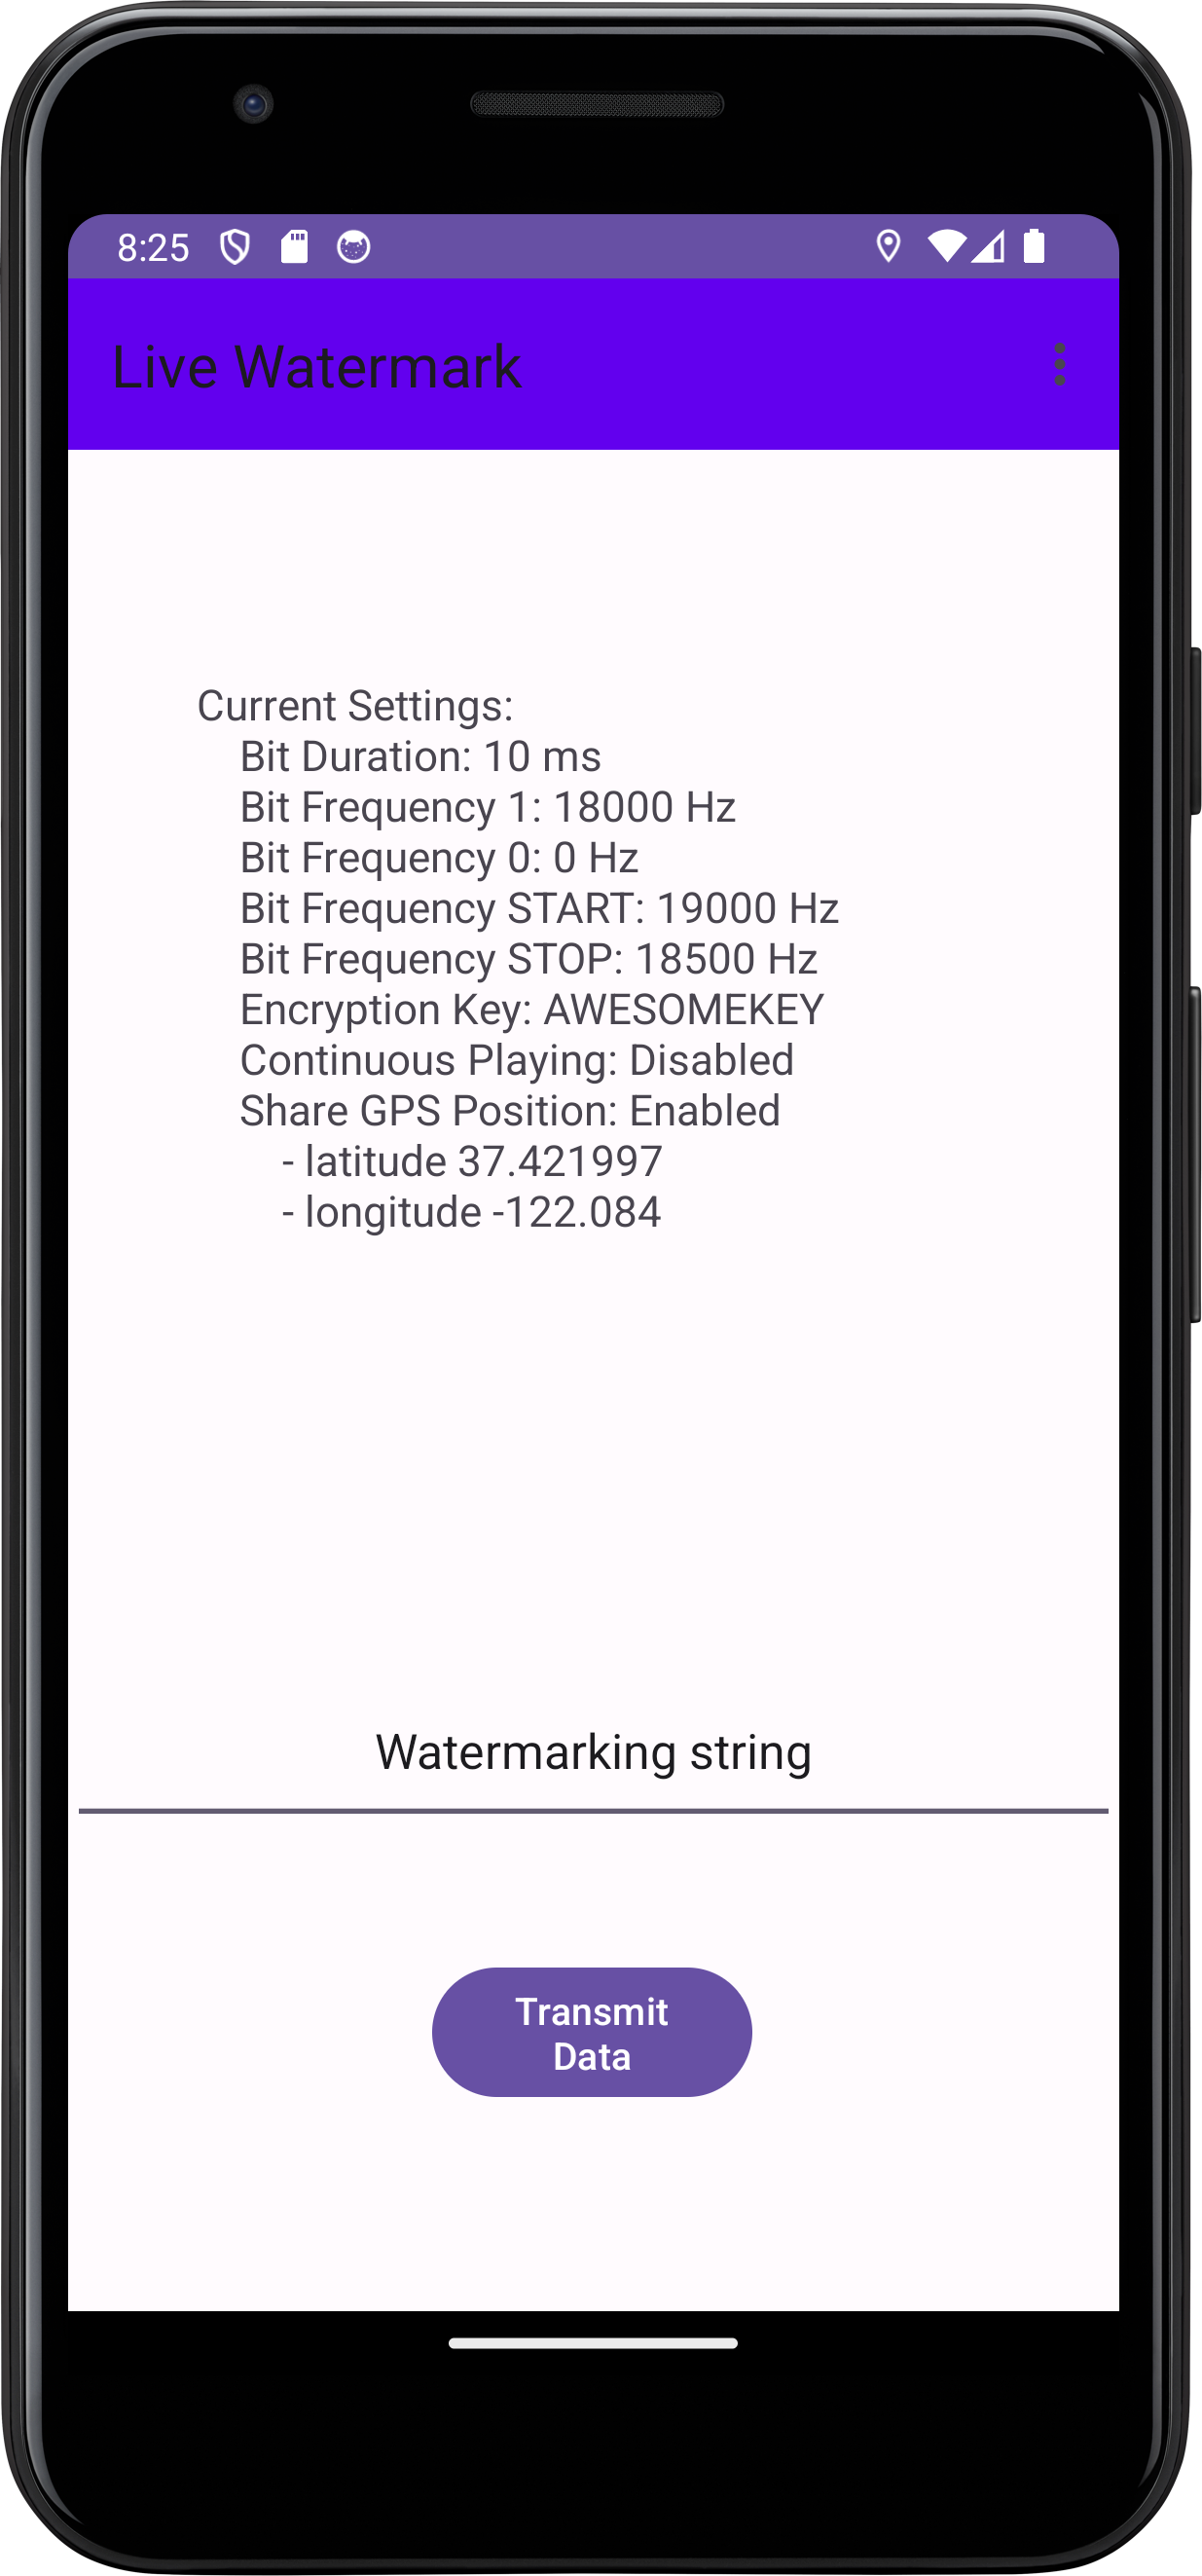 8:25
Live Watermark
Current Settings:
Bit Duration: 10 ms
Bit Frequency 1: 18000 Hz
Bit Frequency 0: 0 Hz
Bit Frequency START: 19000 Hz
Bit Frequency STOP: 18500 Hz
Encryption Key: AWESOMEKEY
Continuous Playing: Disabled
Share GPS Position: Enabled
- latitude 37.421997
- longitude -122.084
Watermarking string
Transmit
Data